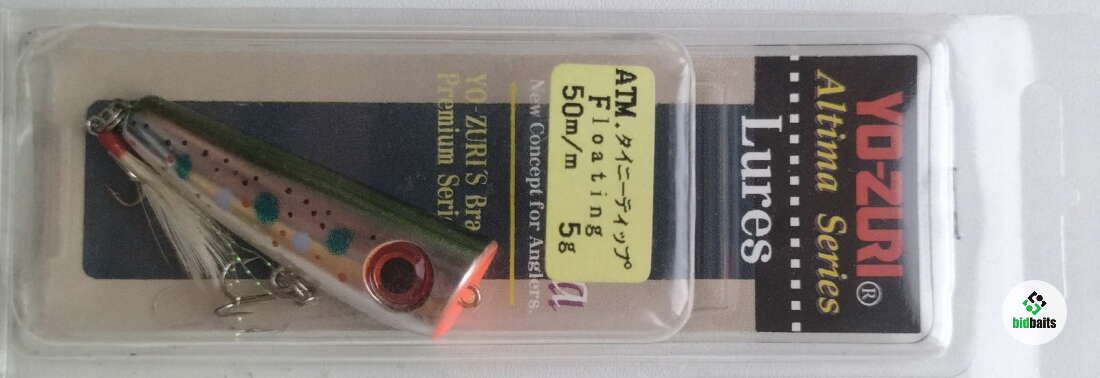 YO-ZURI®
Altima Series
Lures
ATM.タイニーティップ
Floating
50m/m 5g
New Concept for Anglers.
YO-ZURI'S Bra
Premium Seri
bidbaits